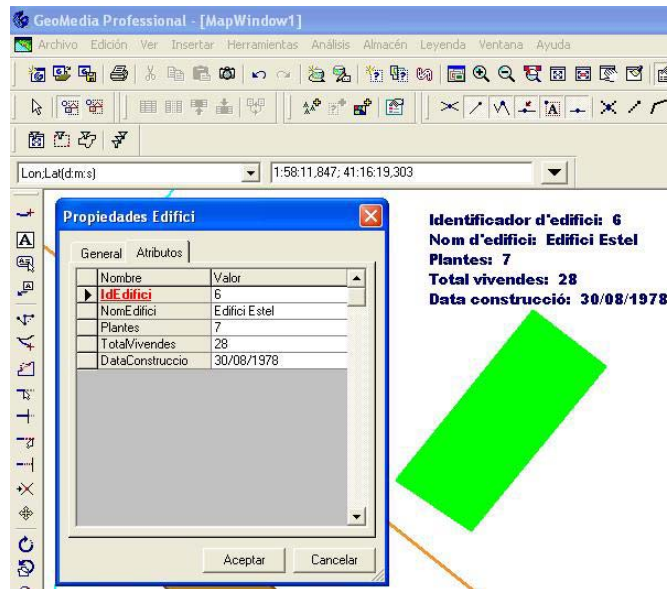 GeoMedia Professional - [MapWindow1]
Archivo Edición Ver Insertar Herramientas Análisis Almacén Leyenda Ventana Ayuda
Lon;Lat(d:m:s) 1:58:11,847; 41:16:19,303
Propiedades Edifici
General Atributos
Nombre Valor
IdEdifici 6
NomEdifici Edifici Estel
Plantes 7
TotalVivendes 28
DataConstruccio 30/08/1978
Aceptar Cancelar
Identificador d'edifici: 6
Nom d'edifici: Edifici Estel
Plantes: 7
Total vivendes: 28
Data construcció: 30/08/1978